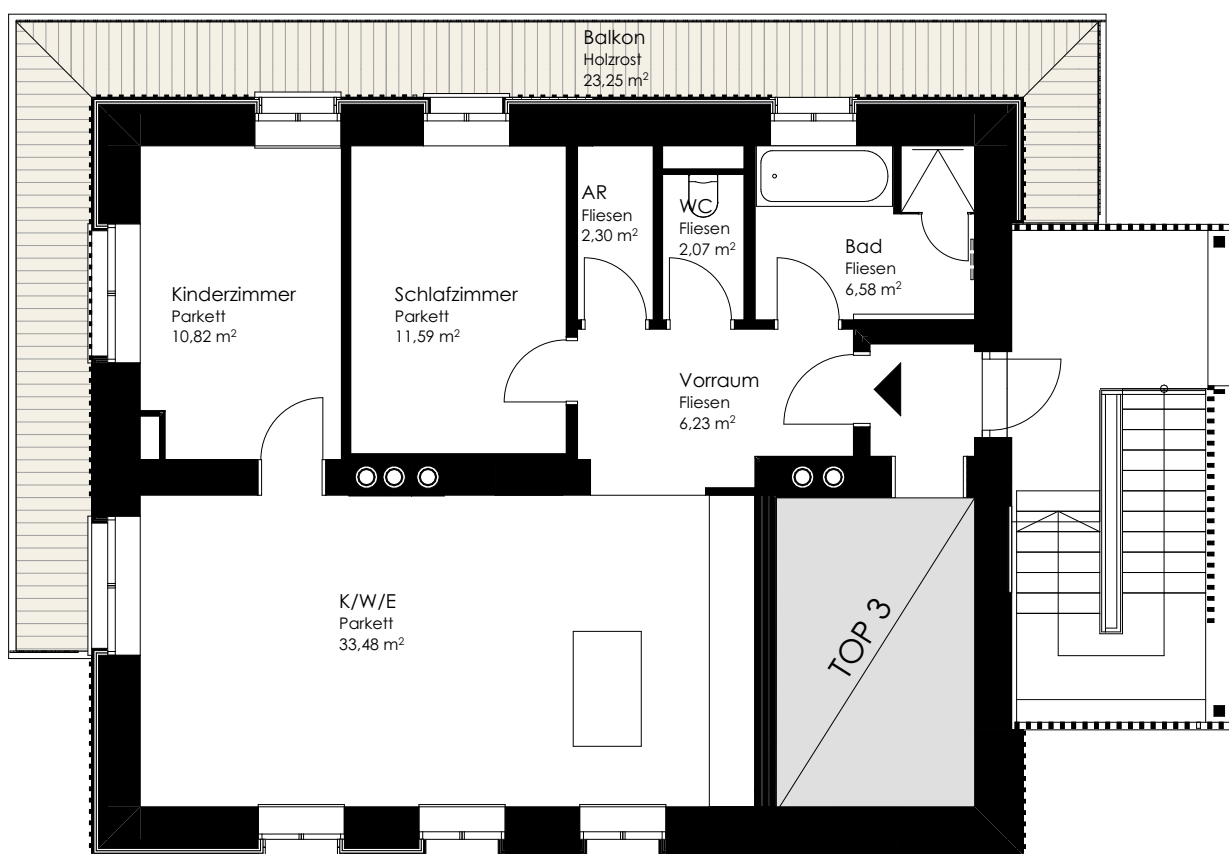 Balkon
Holzrost
23,25 m²
AR
Fliesen
2,30 m²
WC
Fliesen
2,07 m²
Bad
Fliesen
6,58 m²
Kinderzimmer
Parkett
10,82 m²
Schlafzimmer
Parkett
11,59 m²
Vorraum
Fliesen
6,23 m²
K/W/E
Parkett
33,48 m²
TOP 3